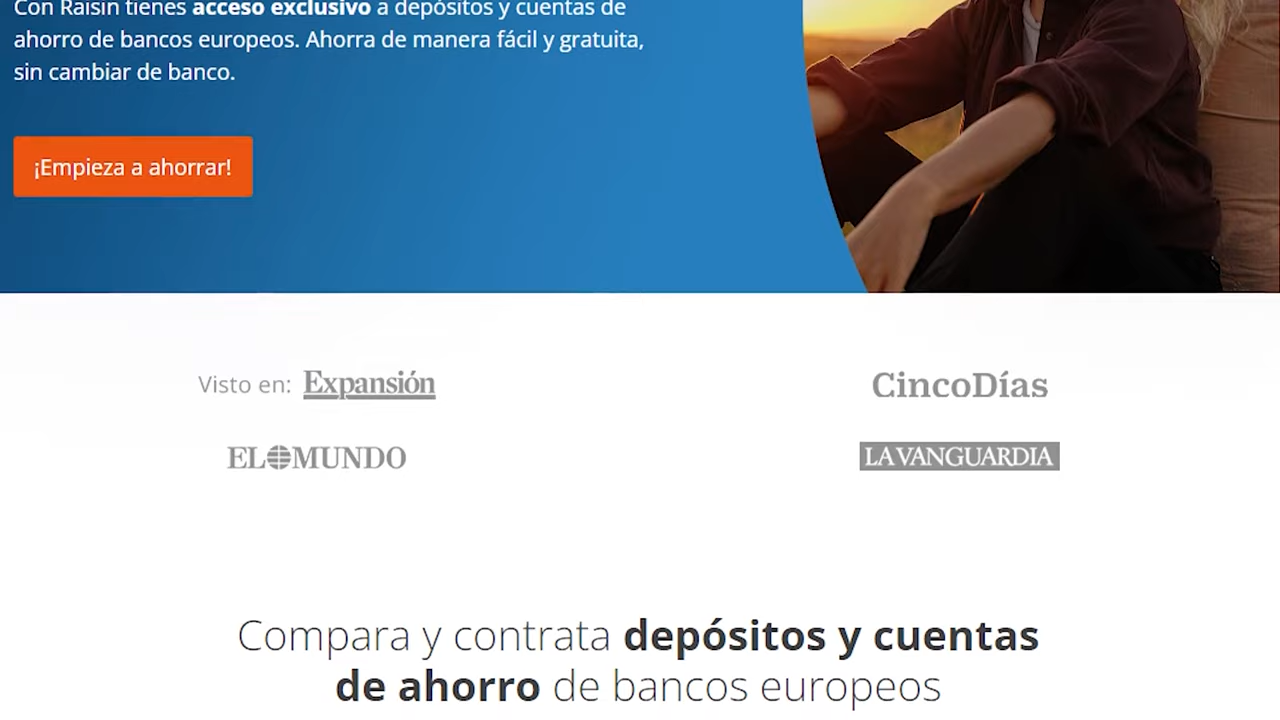 Con Raisin tienes acceso exclusivo a depósitos y cuentas de
ahorro de bancos europeos. Ahorra de manera fácil y gratuita,
sin cambiar de banco.
¡Empieza a ahorrar!
Visto en: Expansión
CincoDías
EL MUNDO
LA VANGUARDIA
Compara y contrata depósitos y cuentas
de ahorro de bancos europeos